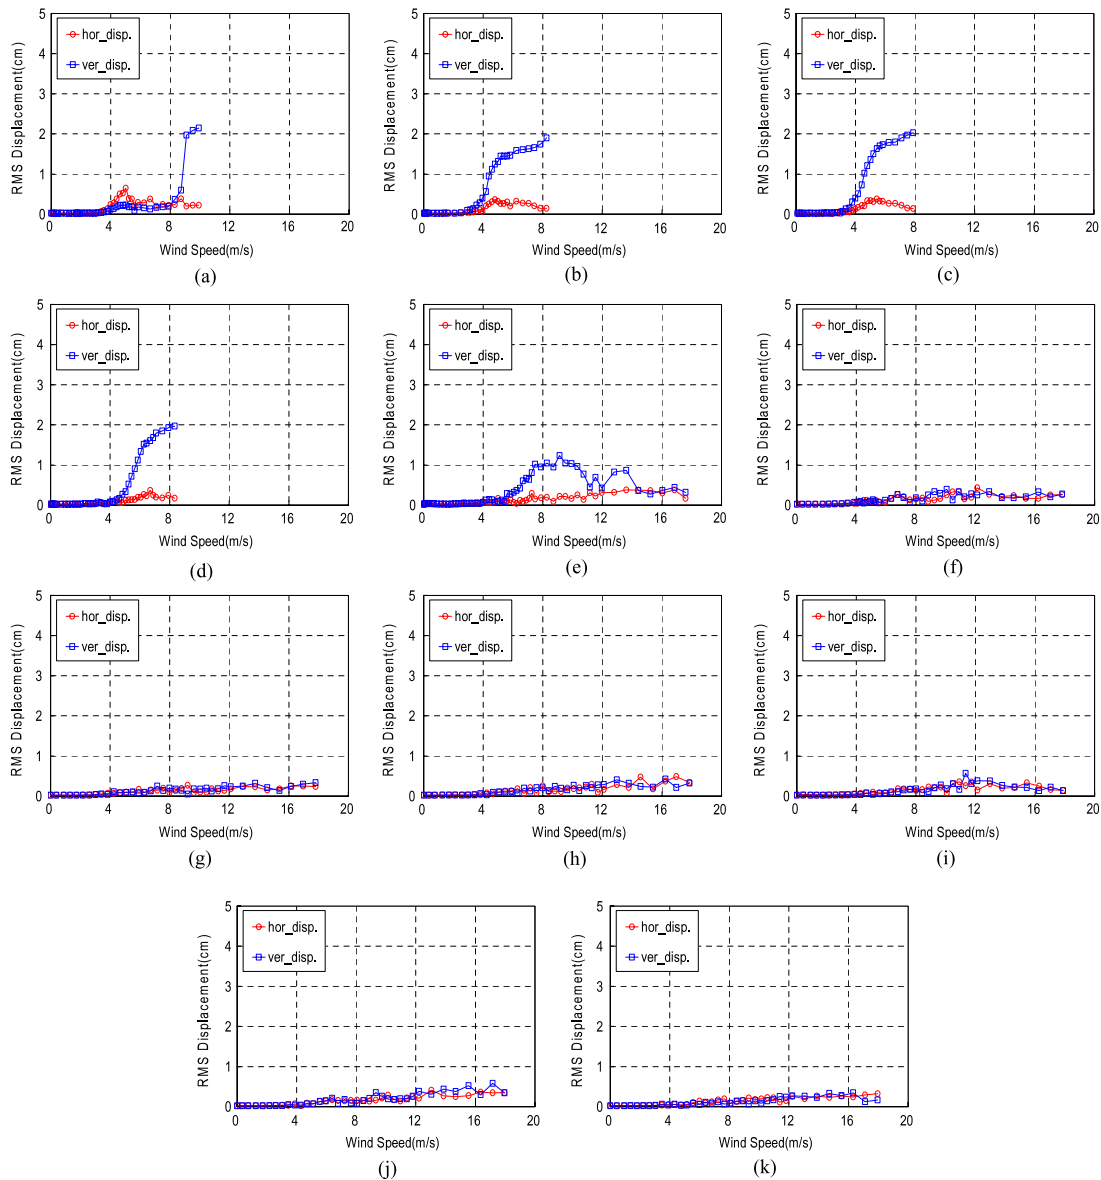 5
4
3
2
1
0
RMS Displacement(cm)
hor_disp.
ver_disp.
0 4 8 12 16 20
Wind Speed(m/s)
(a)
5
4
3
2
1
0
RMS Displacement(cm)
hor_disp.
ver_disp.
0 4 8 12 16 20
Wind Speed(m/s)
(b)
5
4
3
2
1
0
RMS Displacement(cm)
hor_disp.
ver_disp.
0 4 8 12 16 20
Wind Speed(m/s)
(c)
5
4
3
2
1
0
RMS Displacement(cm)
hor_disp.
ver_disp.
0 4 8 12 16 20
Wind Speed(m/s)
(d)
5
4
3
2
1
0
RMS Displacement(cm)
hor_disp.
ver_disp.
0 4 8 12 16 20
Wind Speed(m/s)
(e)
5
4
3
2
1
0
RMS Displacement(cm)
hor_disp.
ver_disp.
0 4 8 12 16 20
Wind Speed(m/s)
(f)
5
4
3
2
1
0
RMS Displacement(cm)
hor_disp.
ver_disp.
0 4 8 12 16 20
Wind Speed(m/s)
(g)
5
4
3
2
1
0
RMS Displacement(cm)
hor_disp.
ver_disp.
0 4 8 12 16 20
Wind Speed(m/s)
(h)
5
4
3
2
1
0
RMS Displacement(cm)
hor_disp.
ver_disp.
0 4 8 12 16 20
Wind Speed(m/s)
(i)
5
4
3
2
1
0
RMS Displacement(cm)
hor_disp.
ver_disp.
0 4 8 12 16 20
Wind Speed(m/s)
(j)
5
4
3
2
1
0
RMS Displacement(cm)
hor_disp.
ver_disp.
0 4 8 12 16 20
Wind Speed(m/s)
(k)